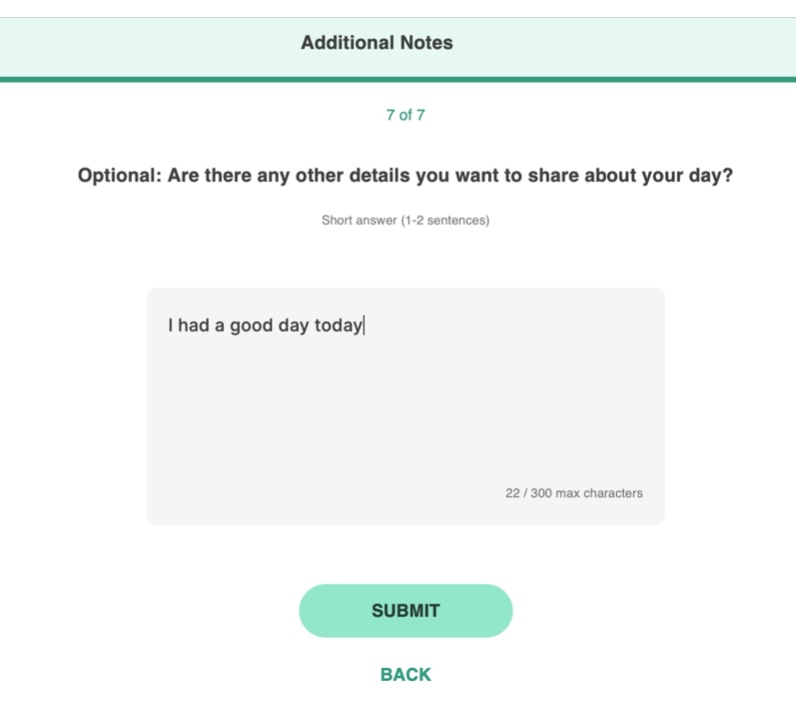 Additional Notes
7 of 7
Optional: Are there any other details you want to share about your day?
Short answer (1-2 sentences)
I had a good day today
22 / 300 max characters
SUBMIT
BACK